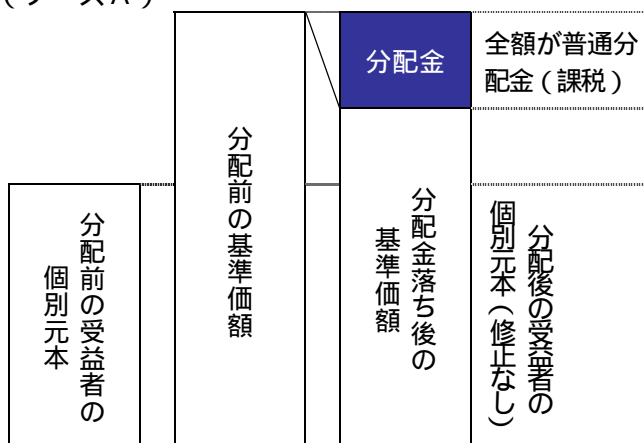 (ケースA)
分配金
全額が普通分
配金(課税)
分配前の受益者の
個別元本
分配前の基準価額
分配金落ち後の
基準価額
分配後の受益者の
個別元本(修正なし)